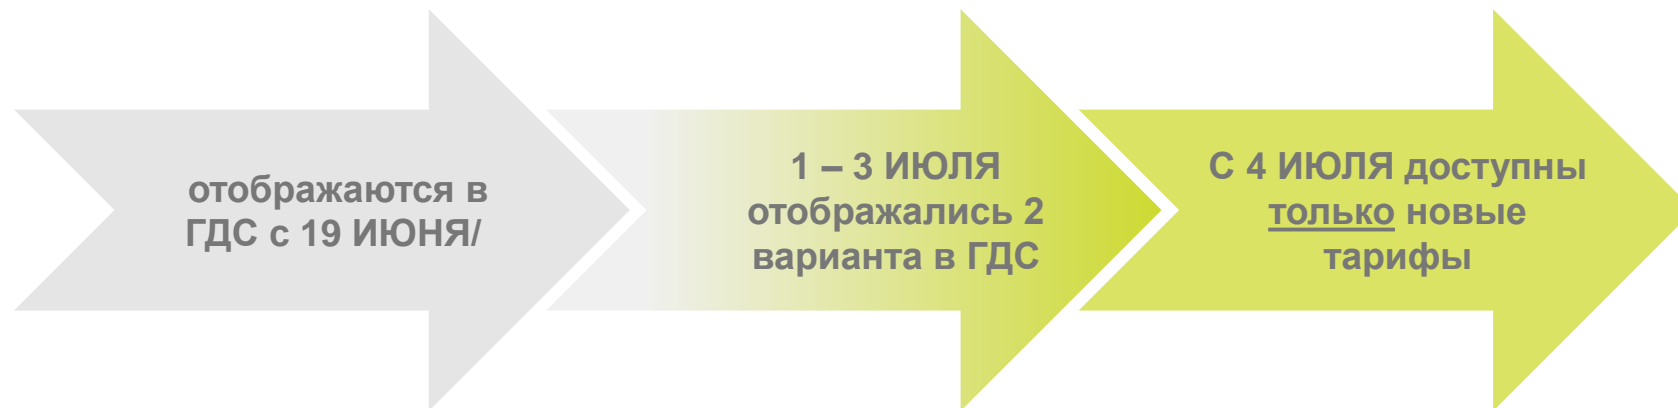 отображаются в
ГДС с 19 ИЮНЯ/
1 – 3 ИЮЛЯ
отображались 2
варианта в ГДС
С 4 ИЮЛЯ доступны
только новые
тарифы